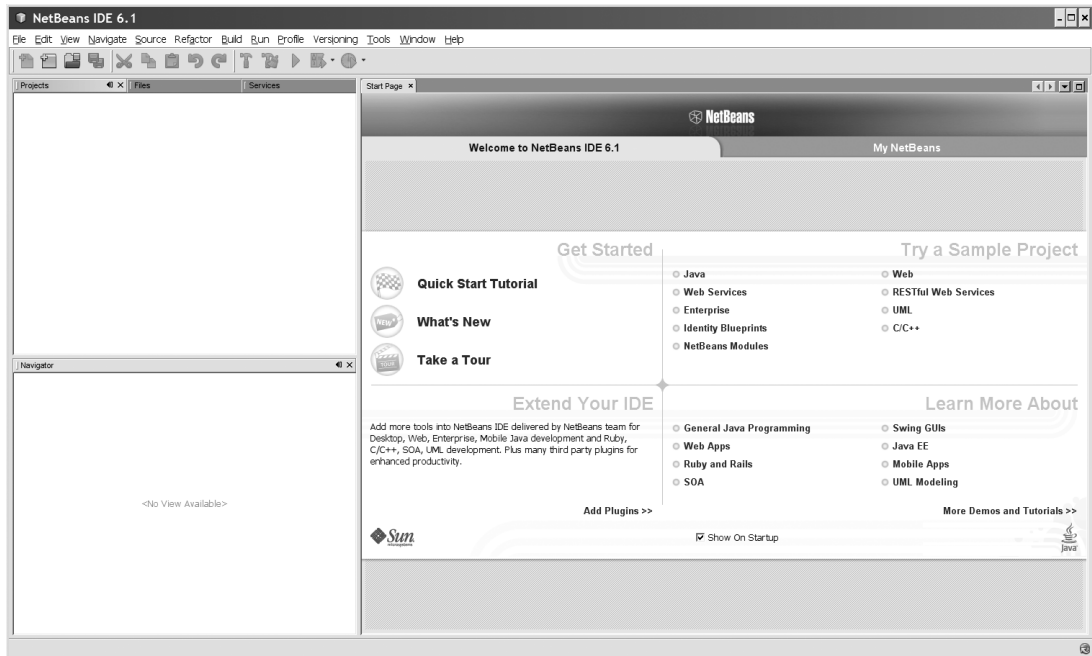 NetBeans IDE 6.1
File Edit View Navigate Source Refactor Build Run Profile Versioning Tools Window Help
Projects Files Services
Start Page
NetBeans
Welcome to NetBeans IDE 6.1
My NetBeans
Get Started
Quick Start Tutorial
What's New
Take a Tour
Try a Sample Project
Java
Web Services
Enterprise
Identity Blueprints
NetBeans Modules
Web
RESTful Web Services
UML
C/C++
Navigator
<No View Available>
Extend Your IDE
Add more tools into NetBeans IDE delivered by NetBeans team for
Desktop, Web, Enterprise, Mobile Java development and Ruby,
C/C++, SOA, UML development. Plus many third party plugins for
enhanced productivity.
Add Plugins >>
Learn More About
General Java Programming
Web Apps
Ruby and Rails
SOA
Swing GUIs
Java EE
Mobile Apps
UML Modeling
More Demos and Tutorials >>
Sun
microsystems
Show On Startup
Java